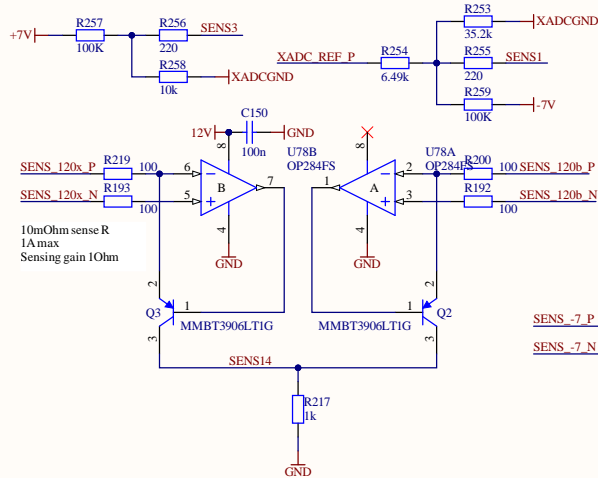 R253
XADCGND
35.2k
R257
R256
+7V
SENS3
100K
220
XADC_REF_P
R254
R255
SENS1
6.49k
220
R258
XADCGND
10k
R259
-7V
100K
C150
12V
GND
100n
8
U78B
OP284FS
8
U78A
OP284FS
SENS_120x_P
R219
100
6
B
7
1
A
2
R200
100
SENS_120b_P
SENS_120x_N
R193
100
5
3
R192
100
SENS_120b_N
4
GND
4
GND
10mOhm sense R
1A max
Sensing gain 1Ohm
2
2
Q3
1
MMBT3906LT1G
1
MMBT3906LT1G
Q2
3
3
SENS_-7_P
SENS_-7_N
SENS14
R217
1k
GND